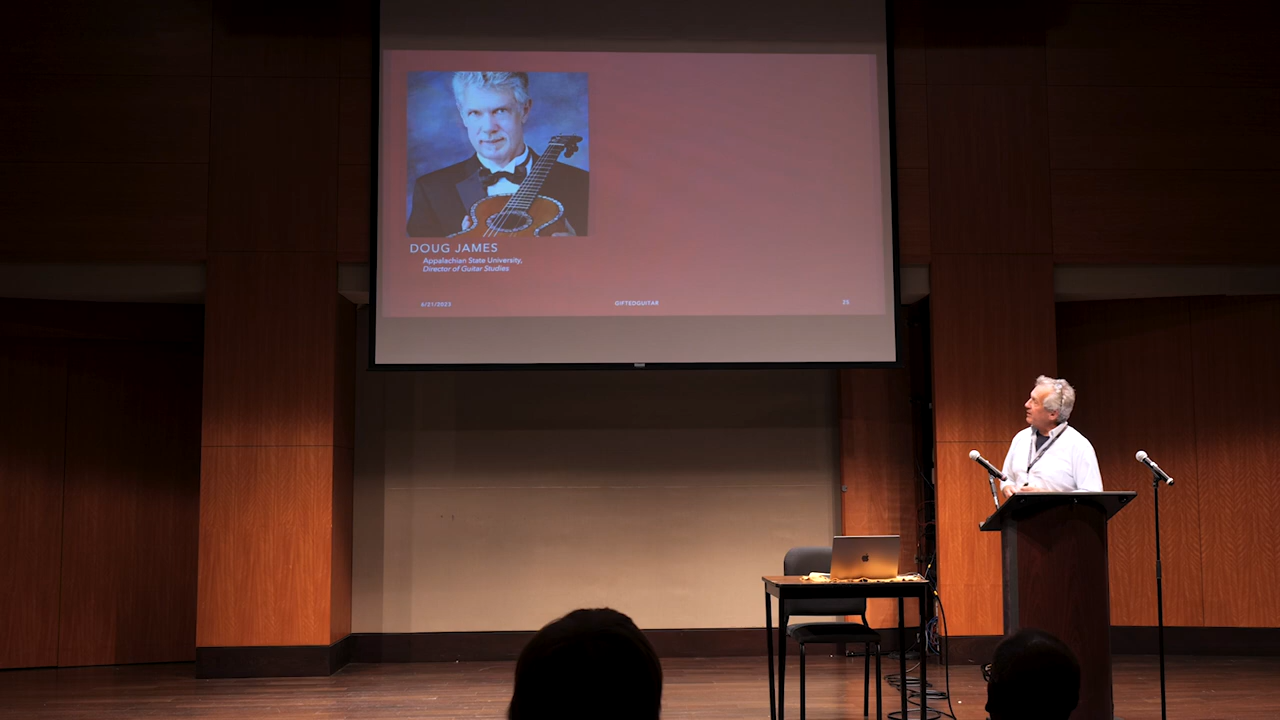 DOUG JAMES
Appalachian State University,
Director of Guitar Studies
6/21/2023
GIFTEDGUITAR
25